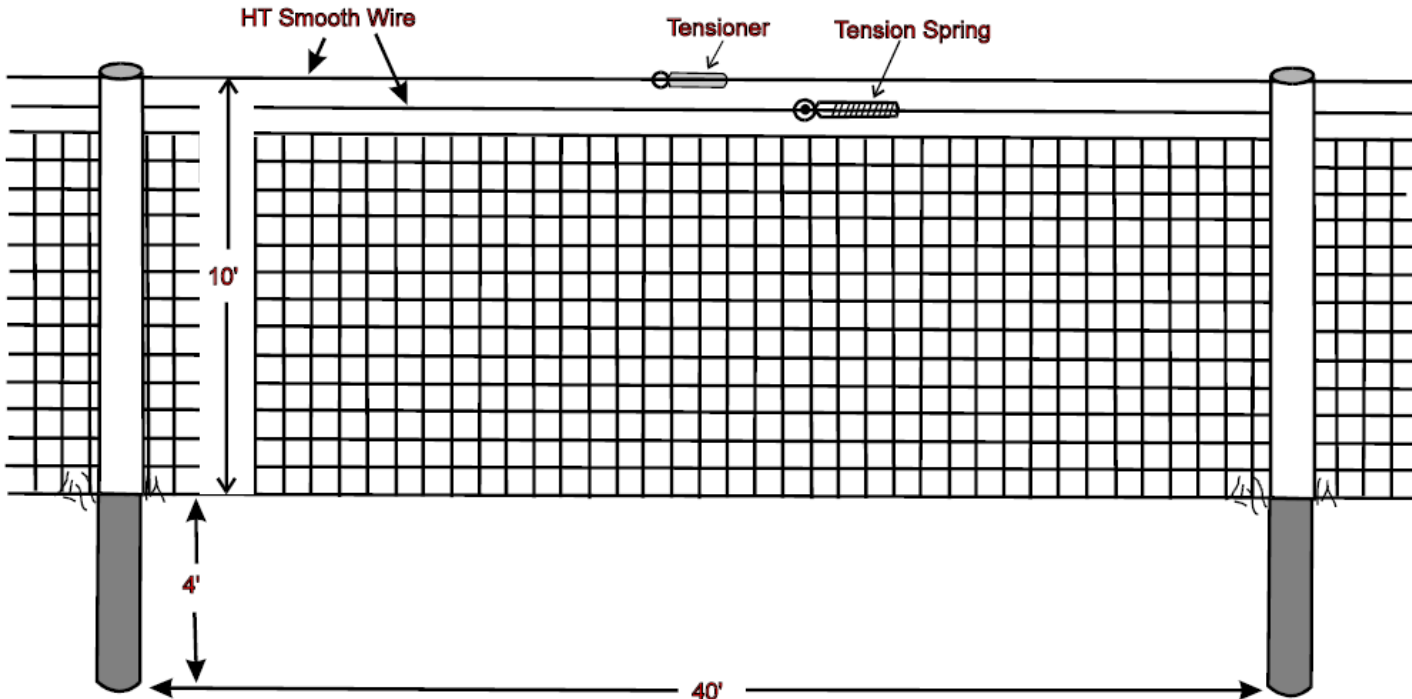 HT Smooth Wire
Tensioner
Tension Spring
10'
4'
40'